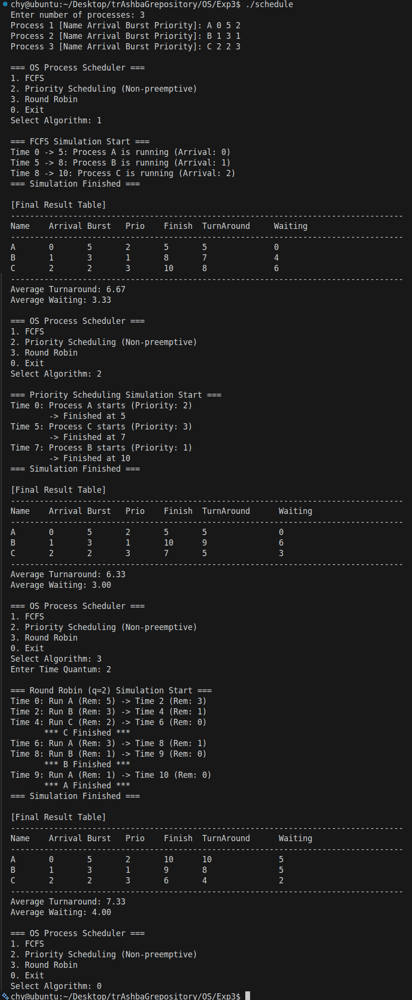 chy@ubuntu:~/Desktop/trAshbaGrepository/OS/Exp3$ ./schedule
Enter number of processes: 3
Process 1 [Name Arrival Burst Priority]: A 0 5 2
Process 2 [Name Arrival Burst Priority]: B 1 3 1
Process 3 [Name Arrival Burst Priority]: C 2 2 3

=== OS Process Scheduler ===
1. FCFS
2. Priority Scheduling (Non-preemptive)
3. Round Robin
0. Exit
Select Algorithm: 1

=== FCFS Simulation Start ===
Time 0 -> 5: Process A is running (Arrival: 0)
Time 5 -> 8: Process B is running (Arrival: 1)
Time 8 -> 10: Process C is running (Arrival: 2)
=== Simulation Finished ===

[Final Result Table]
----------------------------------------------------------------------------------
Name    Arrival Burst   Prio    Finish  TurnAround     Waiting
----------------------------------------------------------------------------------
A       0       5       2       5       5              0
B       1       3       1       8       7              4
C       2       2       3       10      8              6
----------------------------------------------------------------------------------
Average Turnaround: 6.67
Average Waiting: 3.33

=== OS Process Scheduler ===
1. FCFS
2. Priority Scheduling (Non-preemptive)
3. Round Robin
0. Exit
Select Algorithm: 2

=== Priority Scheduling Simulation Start ===
Time 0: Process A starts (Priority: 2)
        -> Finished at 5
Time 5: Process C starts (Priority: 3)
        -> Finished at 7
Time 7: Process B starts (Priority: 1)
        -> Finished at 10
=== Simulation Finished ===

[Final Result Table]
----------------------------------------------------------------------------------
Name    Arrival Burst   Prio    Finish  TurnAround      Waiting
----------------------------------------------------------------------------------
A       0       5       2       5       5               0
B       1       3       1       10      9               6
C       2       2       3       7       5               3
----------------------------------------------------------------------------------
Average Turnaround: 6.33
Average Waiting: 3.00

=== OS Process Scheduler ===
1. FCFS
2. Priority Scheduling (Non-preemptive)
3. Round Robin
0. Exit
Select Algorithm: 3
Enter Time Quantum: 2

=== Round Robin (q=2) Simulation Start ===
Time 0: Run A (Rem: 5) -> Time 2 (Rem: 3)
Time 2: Run B (Rem: 3) -> Time 4 (Rem: 1)
Time 4: Run C (Rem: 2) -> Time 6 (Rem: 0)
       *** C Finished ***
Time 6: Run A (Rem: 3) -> Time 8 (Rem: 1)
Time 8: Run B (Rem: 1) -> Time 9 (Rem: 0)
       *** B Finished ***
Time 9: Run A (Rem: 1) -> Time 10 (Rem: 0)
       *** A Finished ***
=== Simulation Finished ===

[Final Result Table]
----------------------------------------------------------------------------------
Name    Arrival Burst   Prio    Finish  TurnAround      Waiting
----------------------------------------------------------------------------------
A       0       5       2       10      10              5
B       1       3       1       9       8               5
C       2       2       3       6       4               2
----------------------------------------------------------------------------------
Average Turnaround: 7.33
Average Waiting: 4.00

=== OS Process Scheduler ===
1. FCFS
2. Priority Scheduling (Non-preemptive)
3. Round Robin
0. Exit
Select Algorithm: 0
chy@ubuntu:~/Desktop/trAshbaGrepository/OS/Exp3$